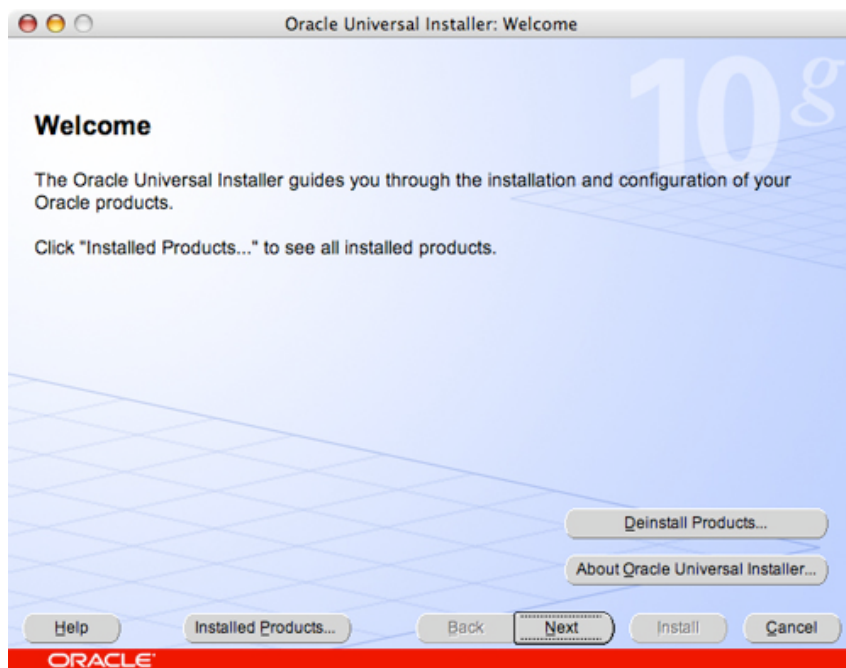 Oracle Universal Installer: Welcome
10g
Welcome
The Oracle Universal Installer guides you through the installation and configuration of your
Oracle products.
Click "Installed Products..." to see all installed products.
Deinstall Products...
About Oracle Universal Installer...
Help
Installed Products...
Back
Next
Install
Cancel
ORACLE